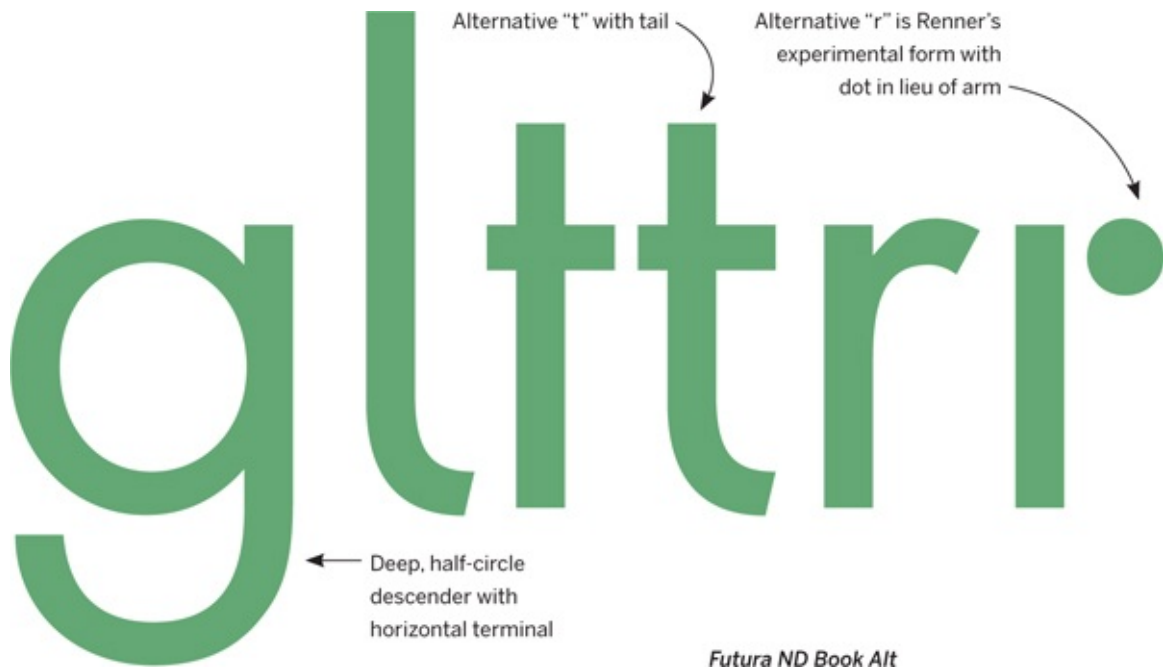 Alternative “t” with tail
Alternative “r” is Renner’s
experimental form with
dot in lieu of arm
glttrr
Deep, half-circle
descender with
horizontal terminal
Futura ND Book Alt